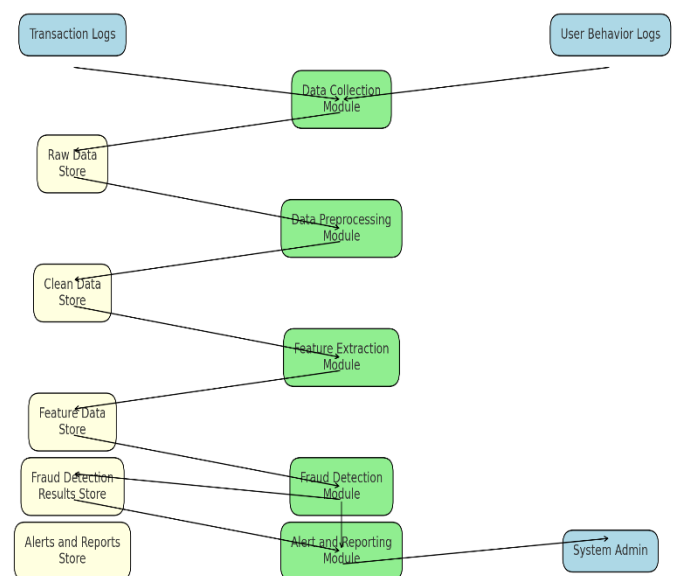 Transaction Logs
User Behavior Logs
Data Collection
Module
Raw Data
Store
Data Preprocessing
Module
Clean Data
Store
Feature Extraction
Module
Feature Data
Store
Fraud Detection
Results Store
Fraud Detection
Module
Alerts and Reports
Store
Alert and Reporting
Module
System Admin